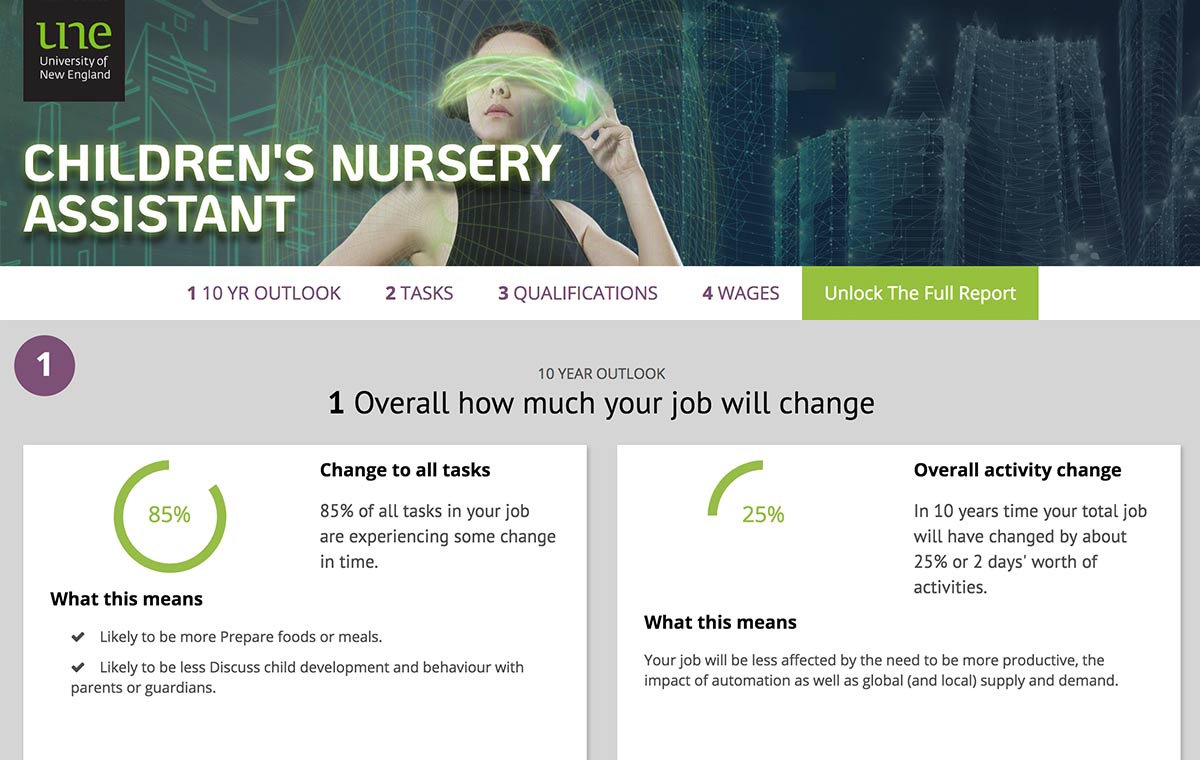 une
University of
New England
CHILDREN'S NURSERY
ASSISTANT
1 10 YR OUTLOOK 2 TASKS 3 QUALIFICATIONS 4 WAGES Unlock The Full Report
1
10 YEAR OUTLOOK
1 Overall how much your job will change
85%
Change to all tasks
85% of all tasks in your job
are experiencing some change
in time.
What this means
Likely to be more Prepare foods or meals.
Likely to be less Discuss child development and behaviour with
parents or guardians.
25%
Overall activity change
In 10 years time your total job
will have changed by about
25% or 2 days' worth of
activities.
What this means
Your job will be less affected by the need to be more productive, the
impact of automation as well as global (and local) supply and demand.